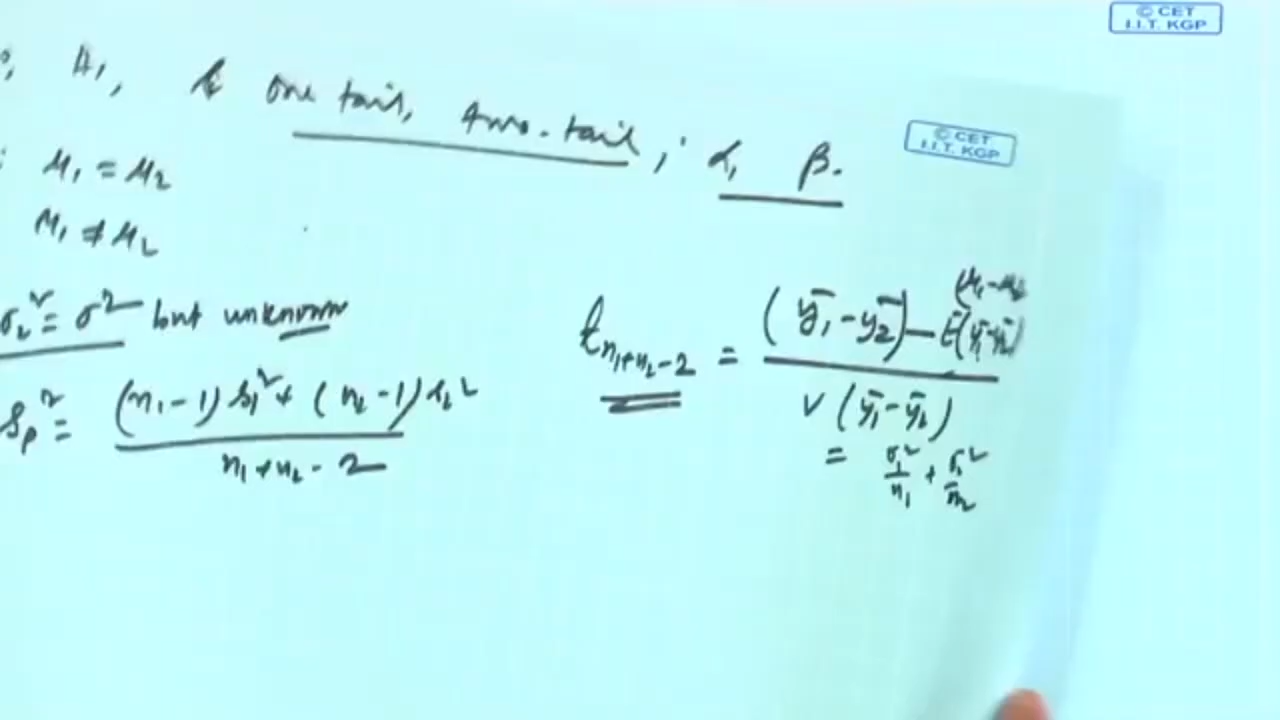 © CET
I.I.T. KGP
H₁, & one tail, two-tail; α, β.
© CET
I.I.T. KGP
: μ₁ = μ₂
μ₁ ≠ μ₂
σ₂² = σ² but unknown
(μ₁-μ₂)
t n₁+n₂-2 = (ȳ₁-ȳ₂) - E(ȳ₁-ȳ₂) / V(ȳ₁-ȳ₂)
Sp² = (n₁-1)s₁² + (n₂-1)s₂² / n₁+n₂-2
= σ₁²/n₁ + σ₂²/n₂